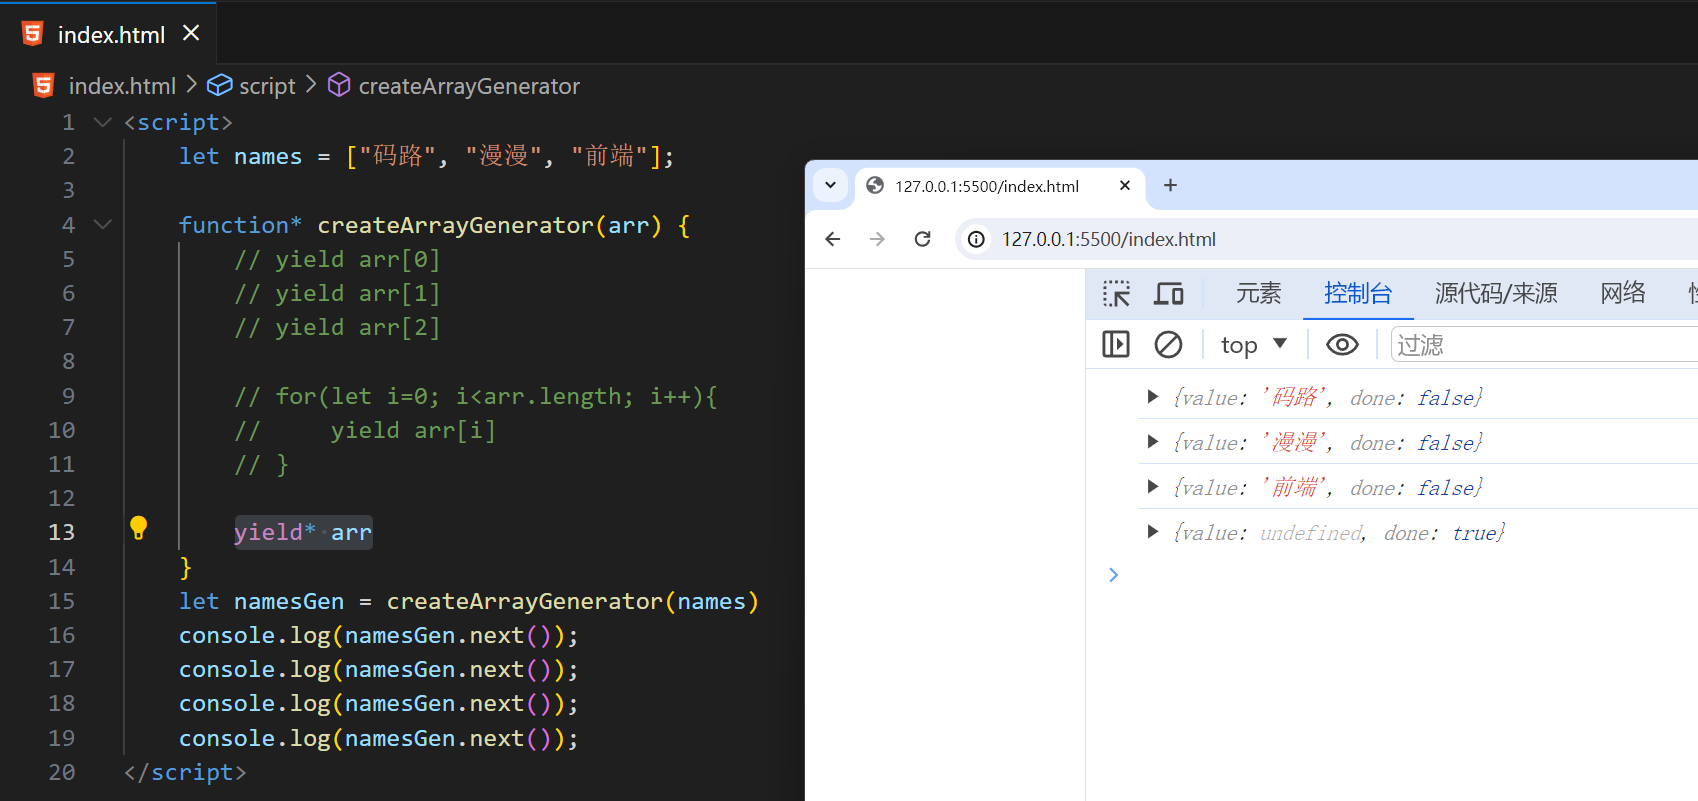 index.html
index.html > script > createArrayGenerator
1 <script>
2 let names = ["码路", "漫漫", "前端"];
3
4 function* createArrayGenerator(arr) {
5 // yield arr[0]
6 // yield arr[1]
7 // yield arr[2]
8
9 // for(let i=0; i<arr.length; i++){
10 //     yield arr[i]
11 // }
12
13 yield* arr
14 }
15 let namesGen = createArrayGenerator(names)
16 console.log(namesGen.next());
17 console.log(namesGen.next());
18 console.log(namesGen.next());
19 console.log(namesGen.next());
20 </script>
127.0.0.1:5500/index.html
127.0.0.1:5500/index.html
元素 控制台 源代码/来源 网络
top 过滤
{value: '码路', done: false}
{value: '漫漫', done: false}
{value: '前端', done: false}
{value: undefined, done: true}